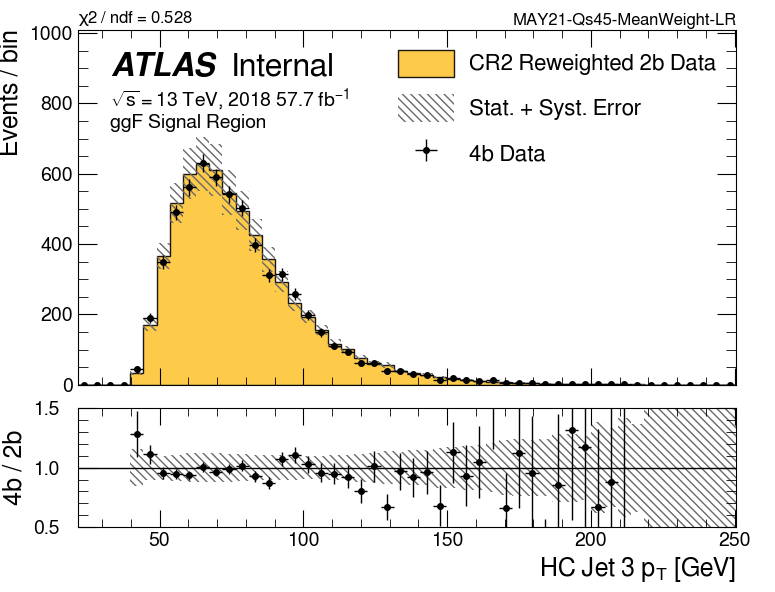 χ2 / ndf = 0.528
MAY21-Qs45-MeanWeight-LR
Events / bin
1000
800
600
400
200
0
ATLAS Internal
√s = 13 TeV, 2018 57.7 fb−1
ggF Signal Region
CR2 Reweighted 2b Data
Stat. + Syst. Error
4b Data
4b / 2b
1.5
1.0
0.5
50
100
150
200
250
HC Jet 3 pT [GeV]